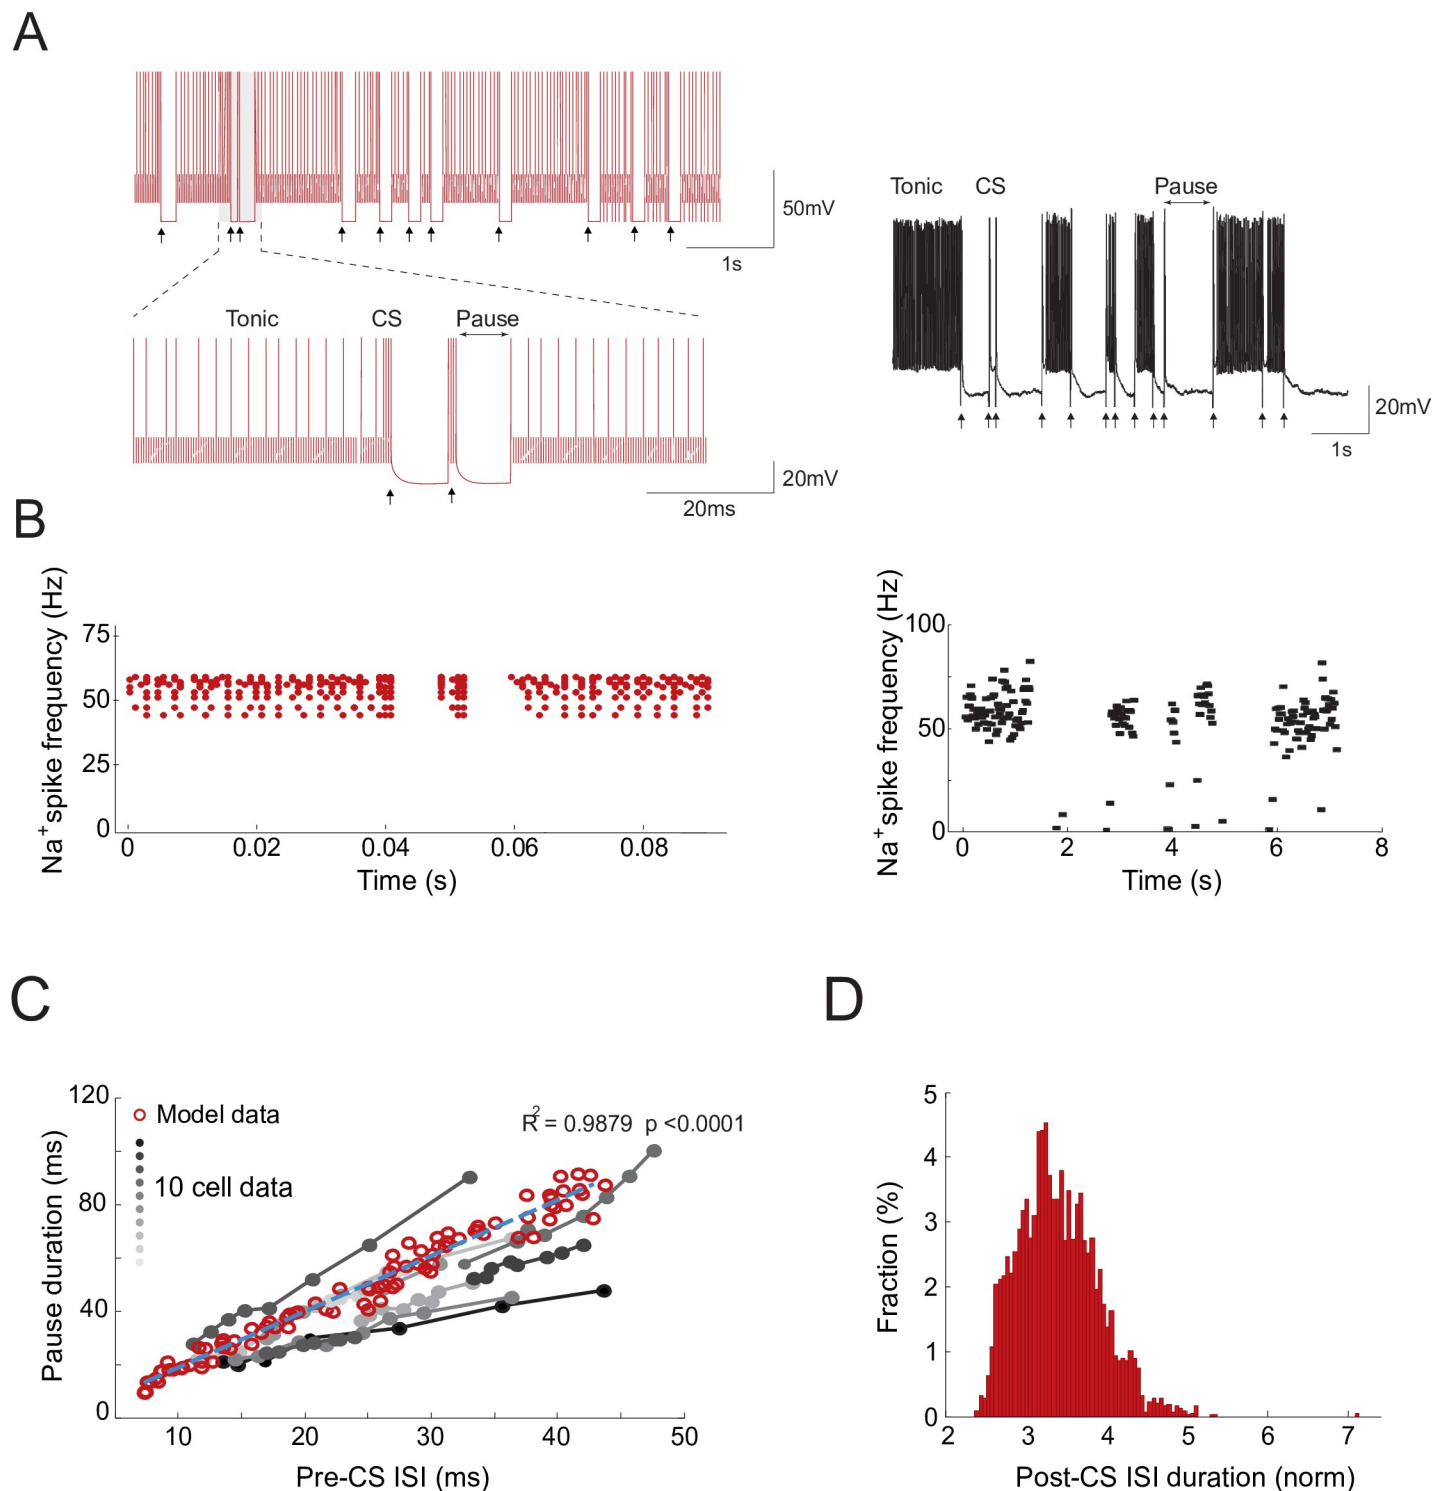 A
50mV
1s
Tonic CS Pause
20mV
20ms
Tonic CS Pause
20mV
1s
B
Na+ spike frequency (Hz)
75
50
25
0
0 0.02 0.04 0.06 0.08
Time (s)
Na+ spike frequency (Hz)
100
50
0
0 2 4 6 8
Time (s)
C
Pause duration (ms)
120
80
40
0
Model data
10 cell data
R2 = 0.9879 p <0.0001
10 20 30 40 50
Pre-CS ISI (ms)
D
Fraction (%)
5
4
3
2
1
0
2 3 4 5 6 7
Post-CS ISI duration (norm)